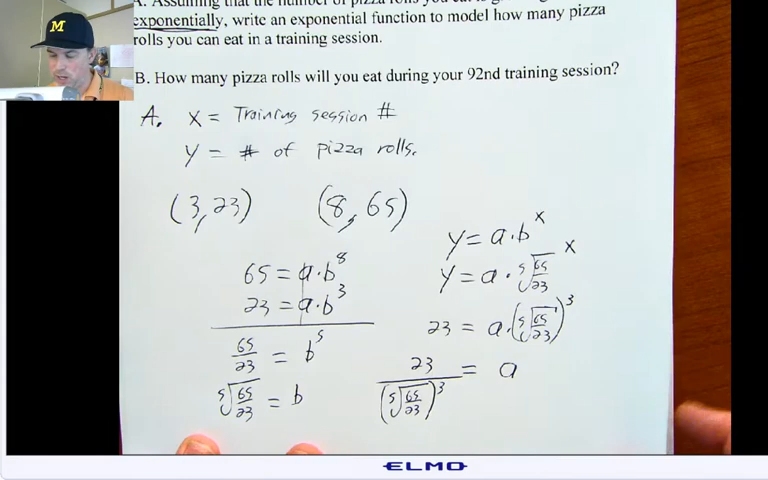 exponentially, write an exponential function to model how many pizza
rolls you can eat in a training session.
B. How many pizza rolls will you eat during your 92nd training session?
A. x = Training session #
y = # of pizza rolls.
(3,23) (8,65)
65 = a·b^8
23 = a·b^3
65/23 = b^5
⁵√(65/23) = b
y = a·b^x
y = a·⁵√(65/23)^x
23 = a·(⁵√(65/23))^3
23/(⁵√(65/23))^3 = a
M
ELMO